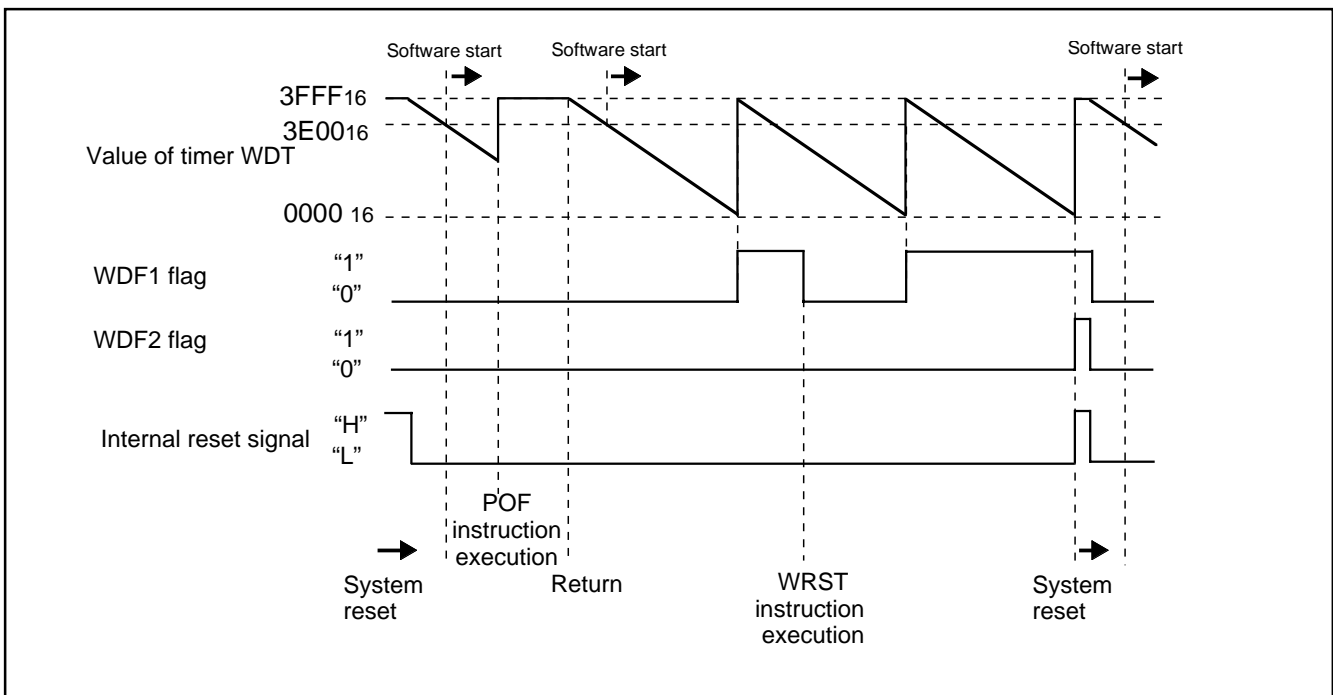 Software start
Software start
Software start
3FFF16
3E0016
Value of timer WDT
0000 16
WDF1 flag
“1”
“0”
WDF2 flag
“1”
“0”
Internal reset signal
“H”
“L”
System
reset
POF
instruction
execution
Return
WRST
instruction
execution
System
reset